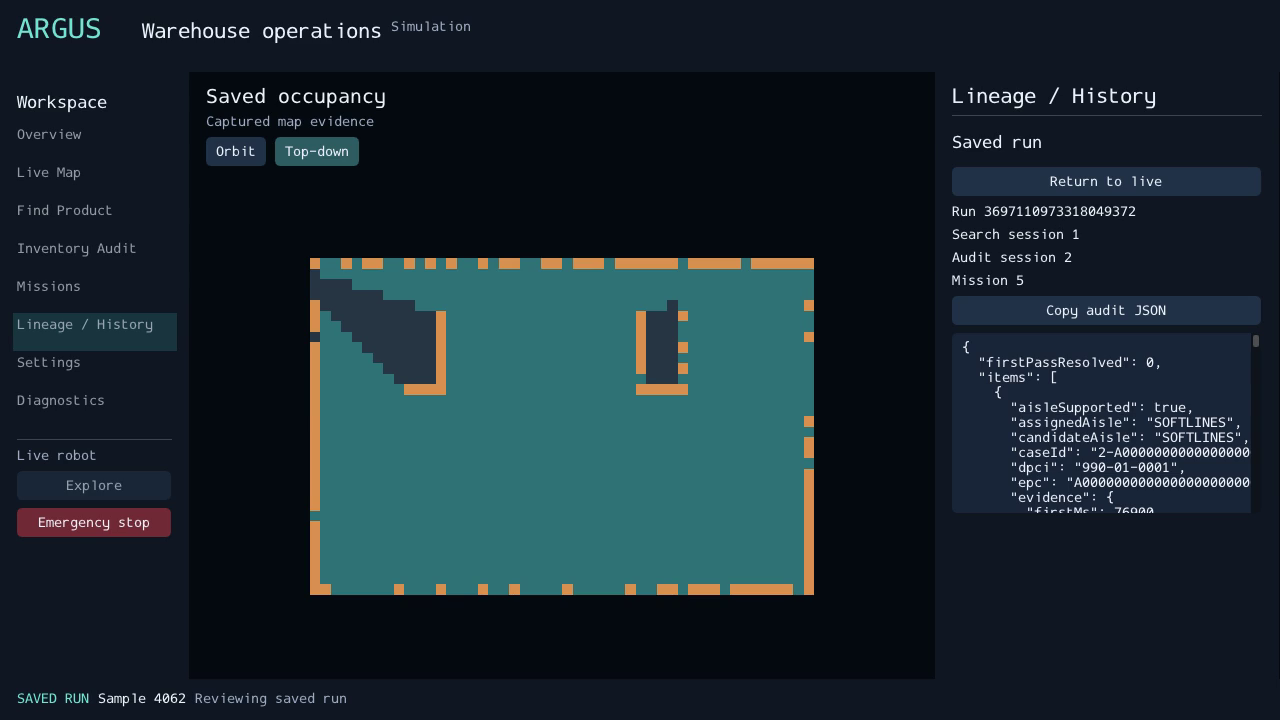 ARGUS Warehouse operations Simulation
Workspace
Overview
Live Map
Find Product
Inventory Audit
Missions
Lineage / History
Settings
Diagnostics
Live robot
Explore
Emergency stop
Saved occupancy
Captured map evidence
Orbit Top-down
Lineage / History
Saved run
Return to live
Run 3697110973318049372
Search session 1
Audit session 2
Mission 5
Copy audit JSON
{
"firstPassResolved": 0,
"items": [
{
"aisleSupported": true,
"assignedAisle": "SOFTLINES",
"candidateAisle": "SOFTLINES",
"caseId": "2-A0000000000000000
"dpci": "990-01-0001",
"epc": "A0000000000000000000000
"evidence": {
"firstMs": 76900
SAVED RUN Sample 4062 Reviewing saved run